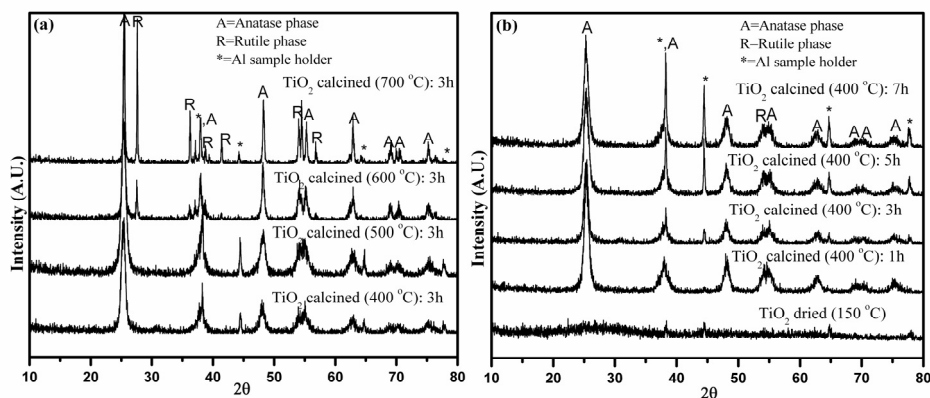 (a)
A=Anatase phase
R=Rutile phase
*=Al sample holder
A R
TiO2 calcined (700 °C): 3h
R *,A R R * A R A R A A A A *
TiO2 calcined (600 °C): 3h
TiO2 calcined (500 °C): 3h
TiO2 calcined (400 °C): 3h
Intensity (A.U.)
10 20 30 40 50 60 70 80
2θ
(b)
A=Anatase phase
R=Rutile phase
*=Al sample holder
A *,A *
TiO2 calcined (400 °C): 7h
A R A A * A A A *
TiO2 calcined (400 °C): 5h
TiO2 calcined (400 °C): 3h
TiO2 calcined (400 °C): 1h
TiO2 dried (150 °C)
Intensity (A.U.)
10 20 30 40 50 60 70 80
2θ